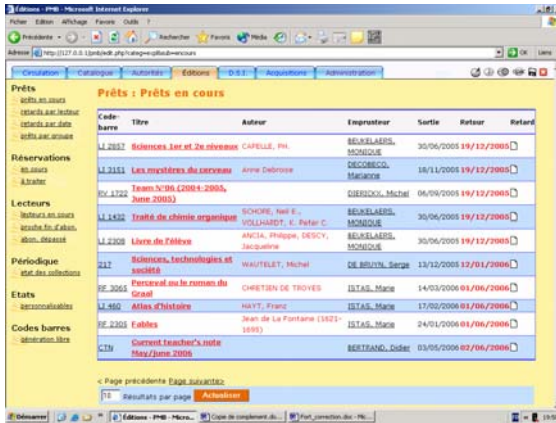 Éditions - PMB - Microsoft Internet Explorer
Fichier Edition Affichage Favoris Outils ?
Précédente Rechercher Favoris Média
Adresse http://127.0.0.1/pmb/edit.php?categ=expl&sub=encours OK Liens
Circulation Catalogue Autorités Éditions D.S.I. Acquisitions Administration
Prêts
prêts en cours
retards par lecteur
retards par date
prêts par groupe
Réservations
en cours
à traiter
Lecteurs
lecteurs en cours
proche fin d'abon.
abon. dépassé
Périodique
etat des collections
Etats
personnalisables
Codes barres
génération libre
Prêts : Prêts en cours
Code-barre Titre Auteur Emprunteur Sortie Retour Retard
LI 2857 Sciences 1er et 2e niveaux CAPELLE, PH. BEUKELAERS, MONIQUE 30/06/2005 19/12/2005
LI 3151 Les mystères du cerveau Anne Debroise DECOBECQ, Marianne 18/11/2005 19/12/2005
RV 1722 Team N°86 (2004-2005, June 2005) DIERICKX, Michel 06/09/2005 19/12/2005
LI 1432 Traité de chimie organique SCHORE, Neil E., VOLLHARDT, K. Peter C. BEUKELAERS, MONIQUE 30/06/2005 19/12/2005
LI 2308 Livre de l'élève ANCIA, Philippe, DESCY, Jacqueline BEUKELAERS, MONIQUE 30/06/2005 19/12/2005
217 Sciences, technologies et société WAUTELET, Michel DE BRUYN, Serge 13/12/2005 12/01/2006
RF 3065 Perceval ou le roman du Graal CHRETIEN DE TROYES ISTAS, Marie 14/03/2006 01/06/2006
LI 460 Atlas d'histoire HAYT, Franz ISTAS, Marie 17/02/2006 01/06/2006
RF 2305 Fables Jean de La Fontaine (1621-1695) ISTAS, Marie 24/01/2006 01/06/2006
CTN Current teacher's note May/June 2006 BERTRAND, Didier 03/05/2006 02/06/2006
< Page précédente Page suivante>
10 Résultats par page Actualiser
Démarrer Éditions - PMB - Micro... Copie de complement.do... Port_correction.doc - Mic...